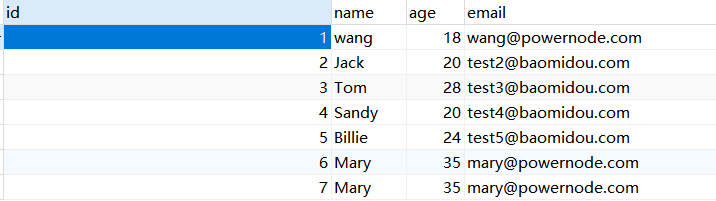 id name age email
1 wang 18 wang@powernode.com
2 Jack 20 test2@baomidou.com
3 Tom 28 test3@baomidou.com
4 Sandy 20 test4@baomidou.com
5 Billie 24 test5@baomidou.com
6 Mary 35 mary@powernode.com
7 Mary 35 mary@powernode.com